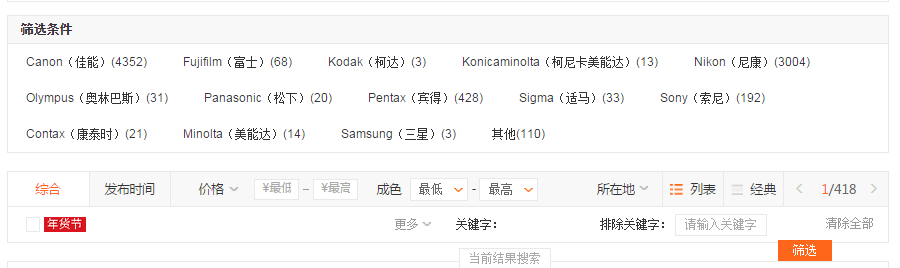 筛选条件
Canon（佳能）(4352) Fujifilm（富士）(68) Kodak（柯达）(3) Konicaminolta（柯尼卡美能达）(13) Nikon（尼康）(3004)
Olympus（奥林巴斯）(31) Panasonic（松下）(20) Pentax（宾得）(428) Sigma（适马）(33) Sony（索尼）(192)
Contax（康泰时）(21) Minolta（美能达）(14) Samsung（三星）(3) 其他(110)
综合 发布时间 价格 ¥最低 – ¥最高 成色 最低 - 最高 所在地 列表 经典 1/418
年货节 更多 关键字： 排除关键字： 请输入关键字 清除全部
当前结果搜索 筛选